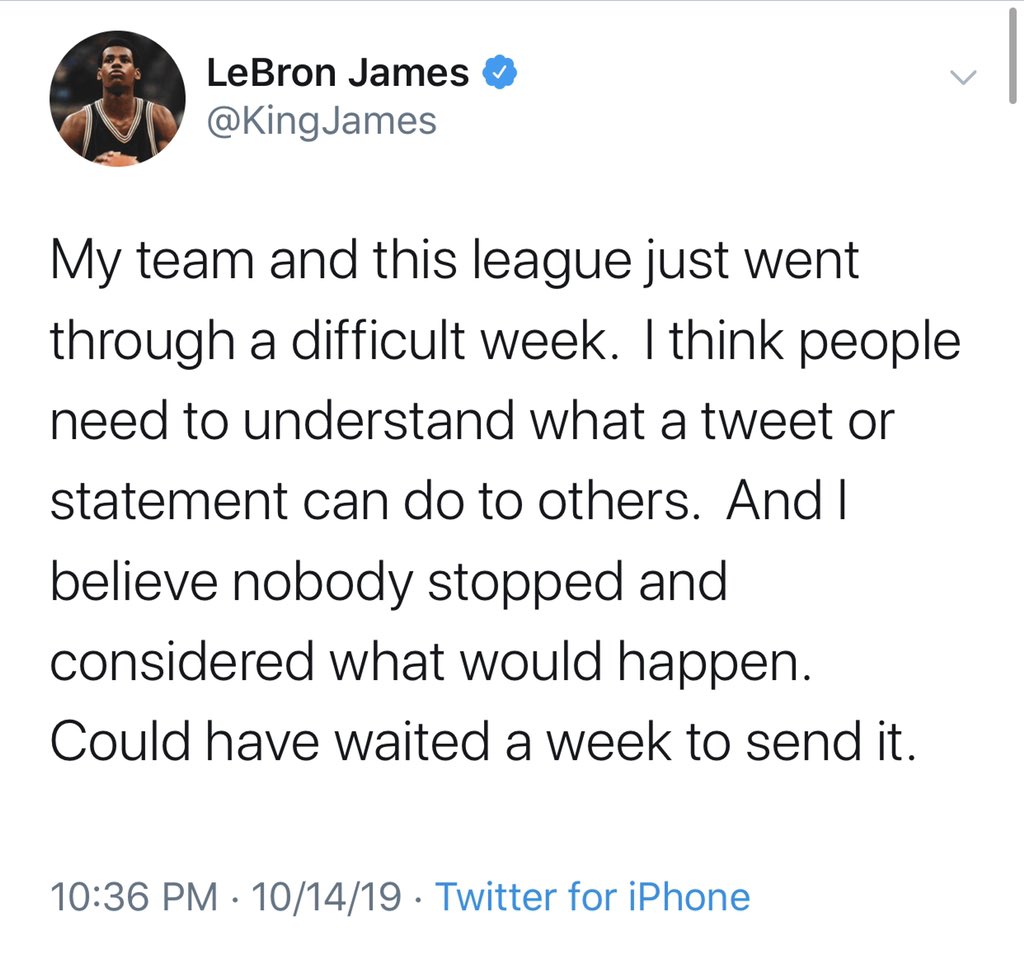 LeBron James
@KingJames
My team and this league just went
through a difficult week.  I think people
need to understand what a tweet or
statement can do to others.  And I
believe nobody stopped and
considered what would happen.
Could have waited a week to send it.
10:36 PM · 10/14/19 · Twitter for iPhone